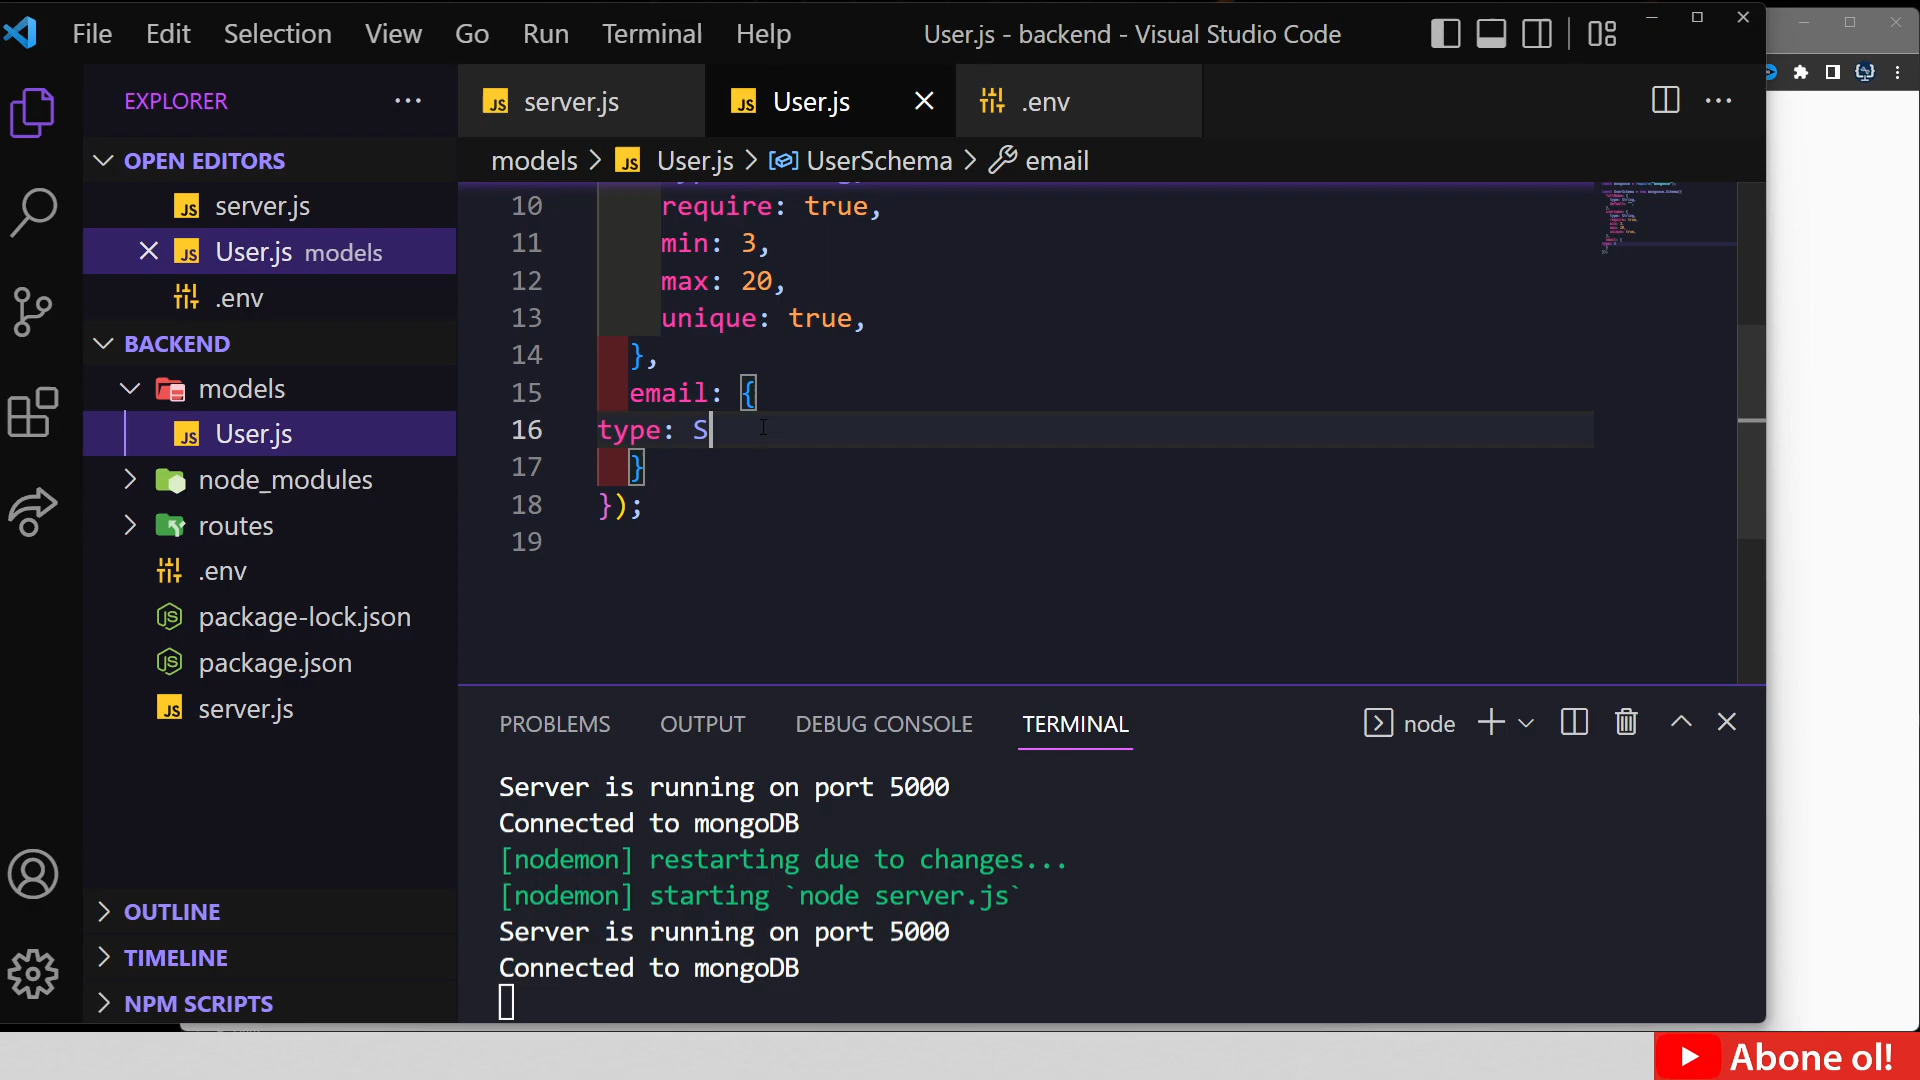 File Edit Selection View Go Run Terminal Help User.js - backend - Visual Studio Code
EXPLORER
server.js User.js .env
OPEN EDITORS
models > User.js > UserSchema > email
server.js
User.js models
.env
BACKEND
models
User.js
node_modules
routes
.env
package-lock.json
package.json
server.js
OUTLINE
TIMELINE
NPM SCRIPTS
10 require: true,
11 min: 3,
12 max: 20,
13 unique: true,
14 },
15 email: {
16 type: S
17 }
18 });
19
PROBLEMS OUTPUT DEBUG CONSOLE TERMINAL node
Server is running on port 5000
Connected to mongoDB
[nodemon] restarting due to changes...
[nodemon] starting `node server.js`
Server is running on port 5000
Connected to mongoDB
Abone ol!